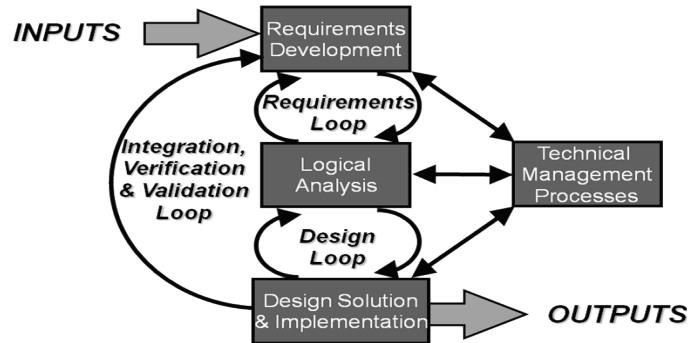 INPUTS
Requirements
Development
Requirements
Loop
Integration,
Verification
& Validation
Loop
Logical
Analysis
Technical
Management
Processes
Design
Loop
Design Solution
& Implementation
OUTPUTS